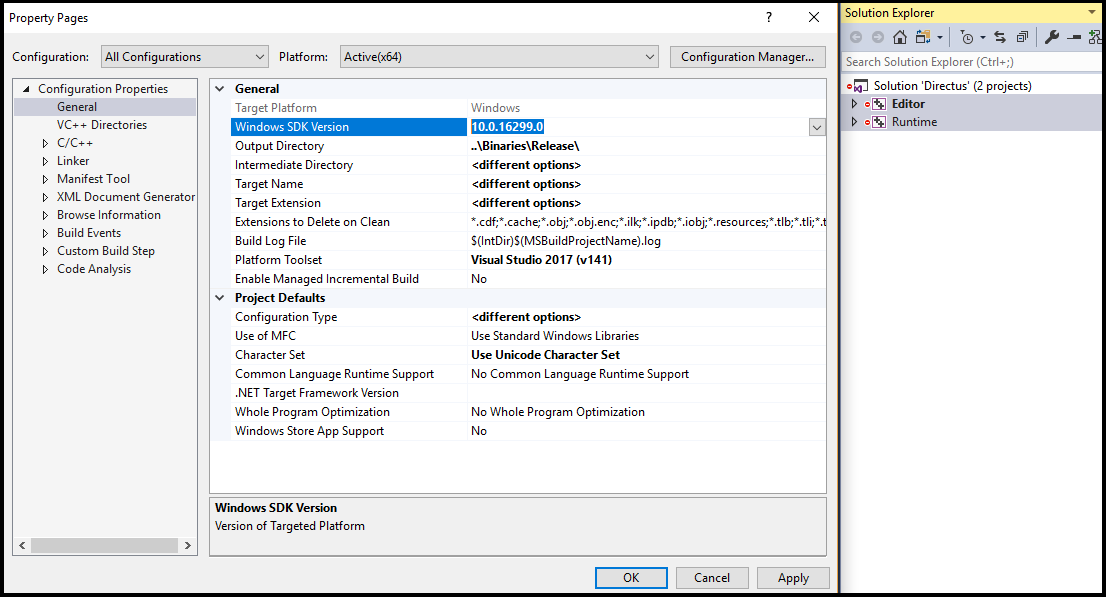 Property Pages
?
Configuration: All Configurations Platform: Active(x64) Configuration Manager...
Configuration Properties
General
VC++ Directories
C/C++
Linker
Manifest Tool
XML Document Generator
Browse Information
Build Events
Custom Build Step
Code Analysis
General
Target Platform Windows
Windows SDK Version 10.0.16299.0
Output Directory ..\Binaries\Release\
Intermediate Directory <different options>
Target Name <different options>
Target Extension <different options>
Extensions to Delete on Clean *.cdf;*.cache;*.obj;*.obj.enc;*.ilk;*.ipdb;*.iobj;*.resources;*.tlb;*.tli;*.t
Build Log File $(IntDir)$(MSBuildProjectName).log
Platform Toolset Visual Studio 2017 (v141)
Enable Managed Incremental Build No
Project Defaults
Configuration Type <different options>
Use of MFC Use Standard Windows Libraries
Character Set Use Unicode Character Set
Common Language Runtime Support No Common Language Runtime Support
.NET Target Framework Version
Whole Program Optimization No Whole Program Optimization
Windows Store App Support No
Windows SDK Version
Version of Targeted Platform
OK Cancel Apply
Solution Explorer
Search Solution Explorer (Ctrl+;)
Solution 'Directus' (2 projects)
Editor
Runtime